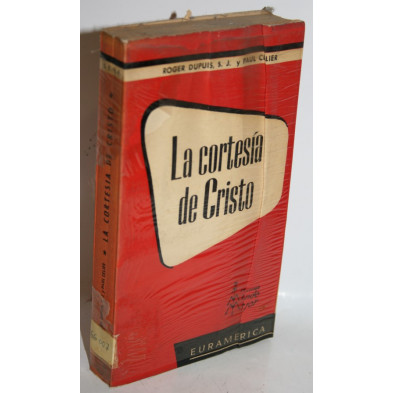 ROGER DUPUIS, S. J. y PAUL CELIER
La cortesía
de Cristo
EURAMERICA
LA CORTESIA DE CRISTO